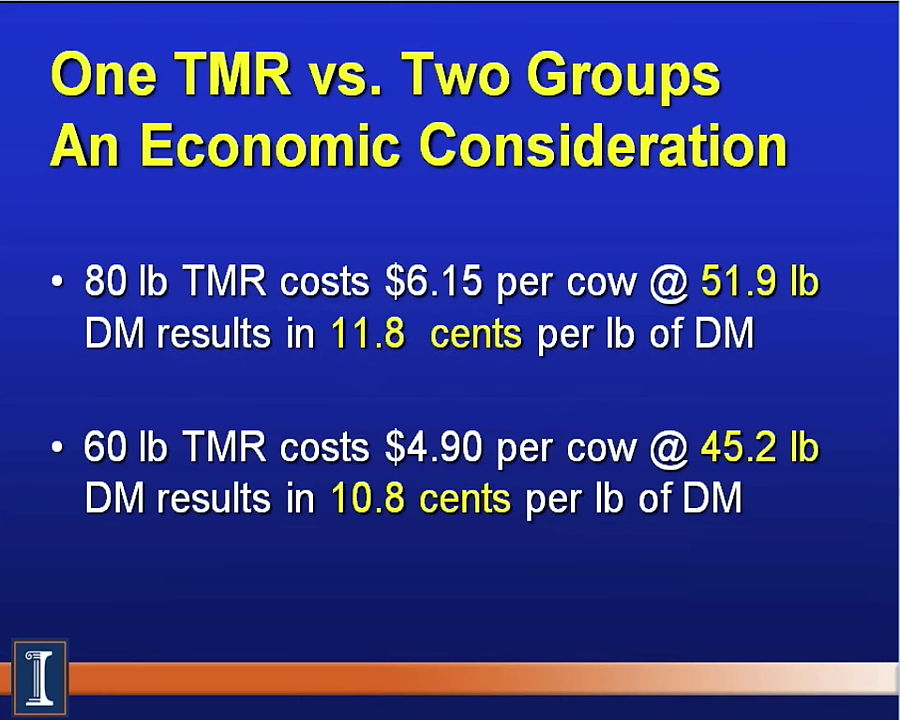 One TMR vs. Two Groups
An Economic Consideration
• 80 lb TMR costs $6.15 per cow @ 51.9 lb
DM results in 11.8 cents per lb of DM
• 60 lb TMR costs $4.90 per cow @ 45.2 lb
DM results in 10.8 cents per lb of DM
I